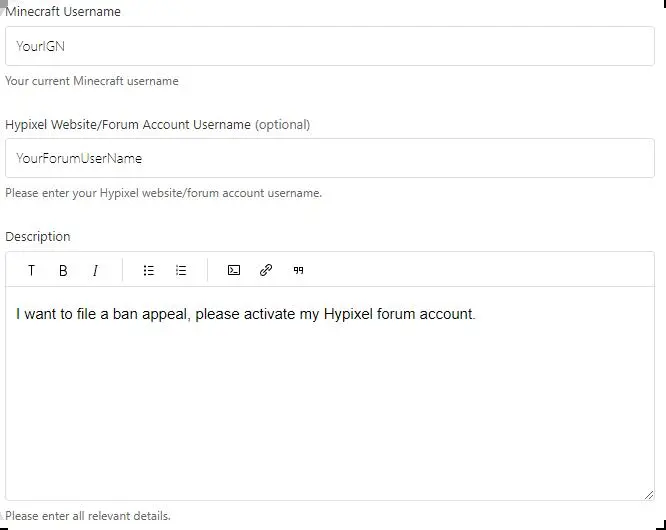 Minecraft Username
YourIGN
Your current Minecraft username
Hypixel Website/Forum Account Username (optional)
YourForumUserName
Please enter your Hypixel website/forum account username.
Description
T B I
I want to file a ban appeal, please activate my Hypixel forum account.
Please enter all relevant details.